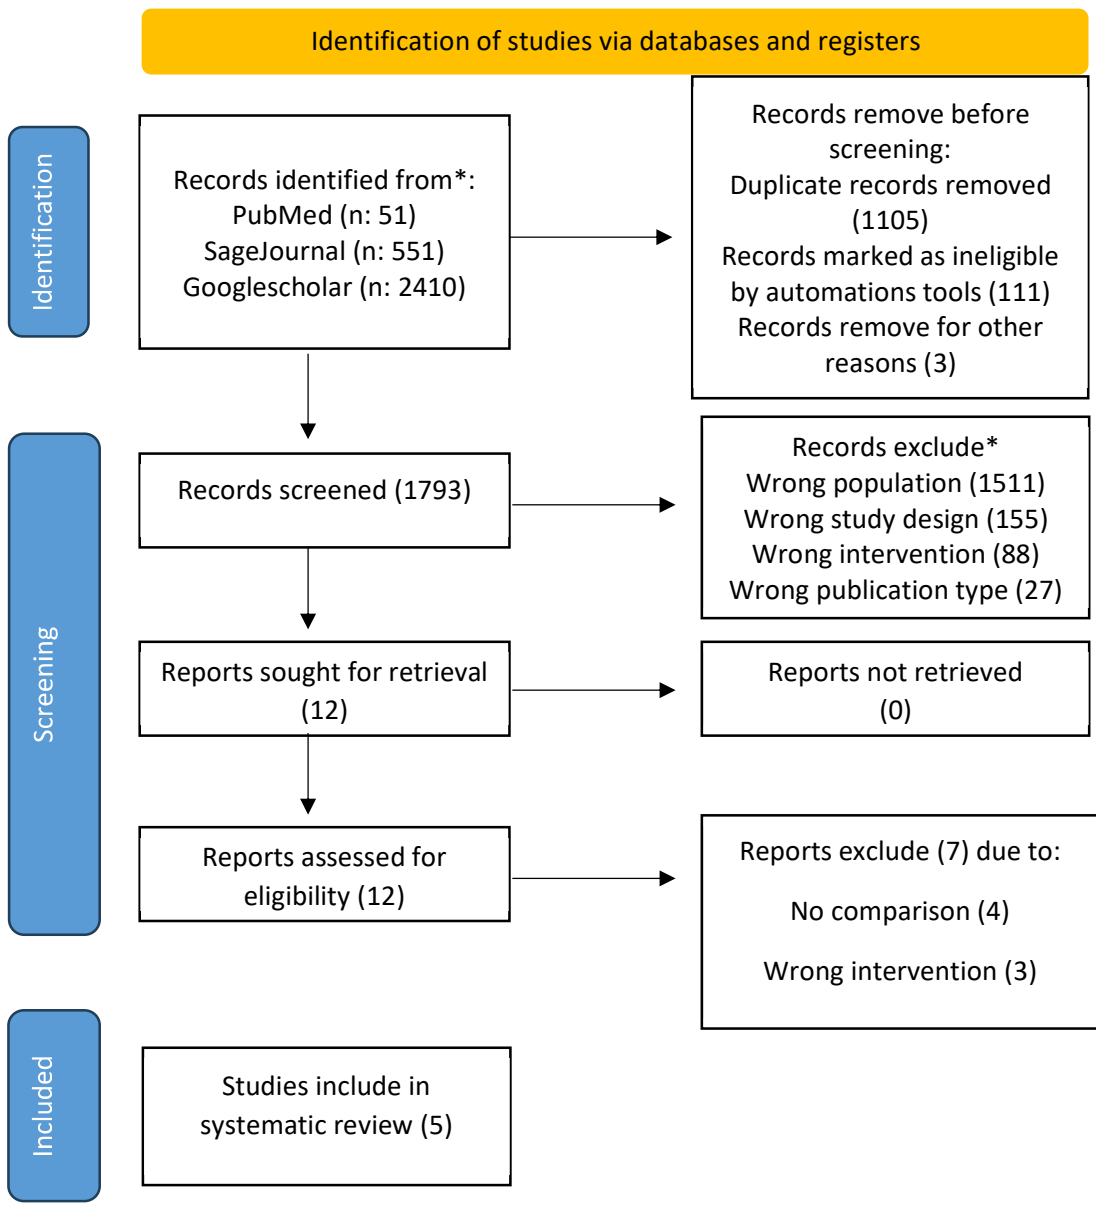 Identification of studies via databases and registers
Identification
Records identified from*:
PubMed (n: 51)
SageJournal (n: 551)
Googlescholar (n: 2410)
Records remove before
screening:
Duplicate records removed
(1105)
Records marked as ineligible
by automations tools (111)
Records remove for other
reasons (3)
Screening
Records screened (1793)
Records exclude*
Wrong population (1511)
Wrong study design (155)
Wrong intervention (88)
Wrong publication type (27)
Reports sought for retrieval
(12)
Reports not retrieved
(0)
Reports assessed for
eligibility (12)
Reports exclude (7) due to:
No comparison (4)
Wrong intervention (3)
Included
Studies include in
systematic review (5)